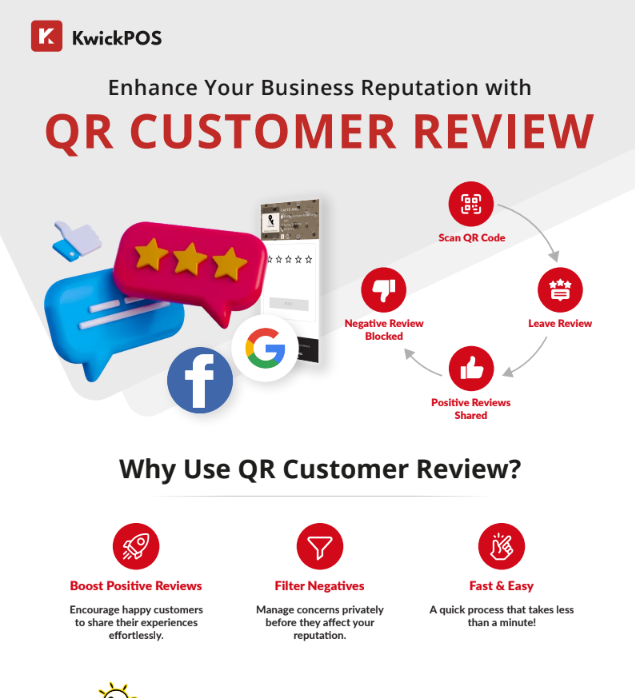 KwickPOS
Enhance Your Business Reputation with
QR CUSTOMER REVIEW
Scan QR Code
Leave Review
Positive Reviews
Shared
Negative Review
Blocked
Why Use QR Customer Review?
Boost Positive Reviews
Encourage happy customers
to share their experiences
effortlessly.
Filter Negatives
Manage concerns privately
before they affect your
reputation.
Fast & Easy
A quick process that takes less
than a minute!